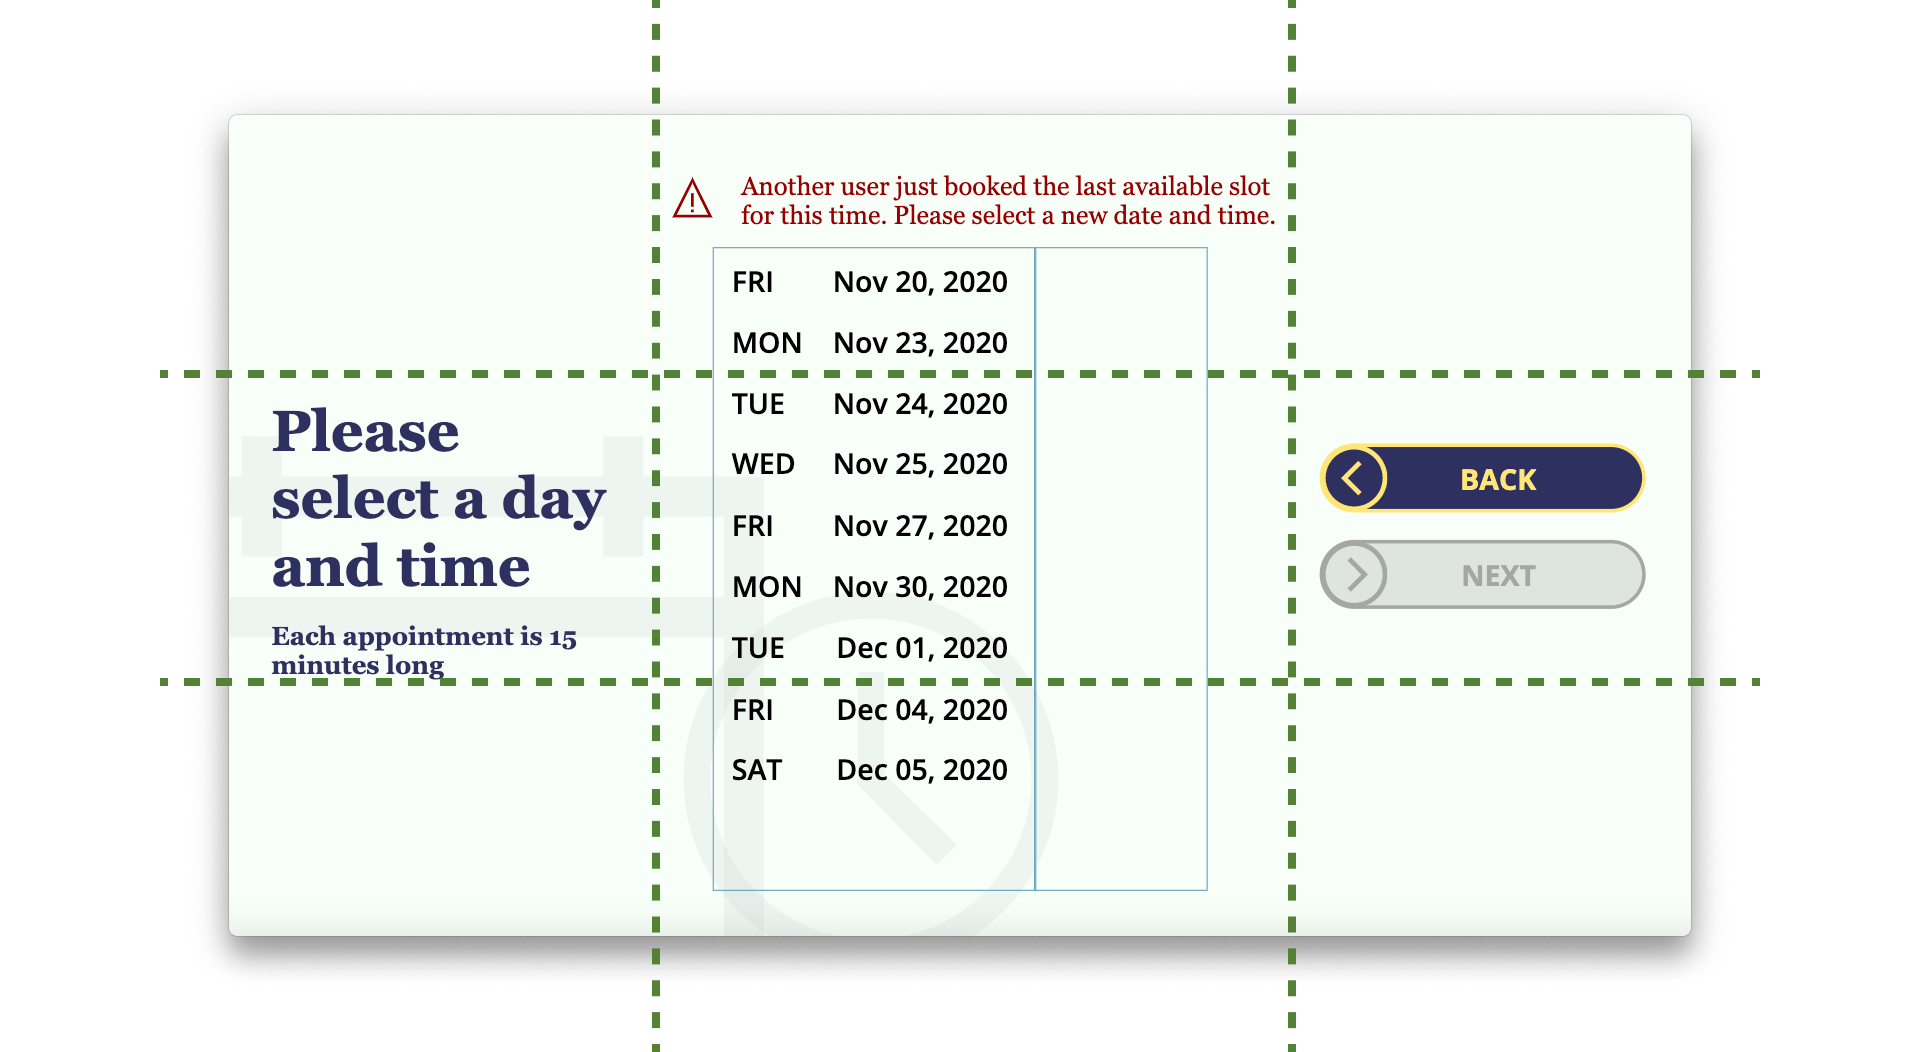 Another user just booked the last available slot
for this time. Please select a new date and time.
FRI Nov 20, 2020
MON Nov 23, 2020
TUE Nov 24, 2020
WED Nov 25, 2020
FRI Nov 27, 2020
MON Nov 30, 2020
TUE Dec 01, 2020
FRI Dec 04, 2020
SAT Dec 05, 2020
Please
select a day
and time
Each appointment is 15
minutes long
BACK
NEXT